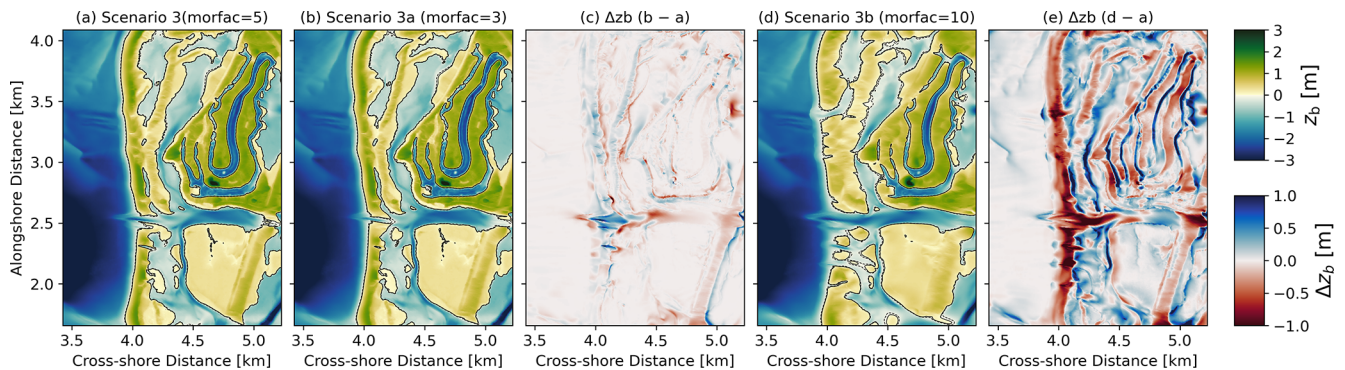 (a) Scenario 3(morfac=5)
(b) Scenario 3a (morfac=3)
(c) Δzb (b − a)
(d) Scenario 3b(morfac=10)
(e) Δzb (d − a)
Alongshore Distance [km]
4.0
3.5
3.0
2.5
2.0
3.5 4.0 4.5 5.0
3.5 4.0 4.5 5.0
3.5 4.0 4.5 5.0
3.5 4.0 4.5 5.0
3.5 4.0 4.5 5.0
Cross-shore Distance [km]
Cross-shore Distance [km]
Cross-shore Distance [km]
Cross-shore Distance [km]
Cross-shore Distance [km]
3
2
1
0
−1
−2
−3
zb [m]
1.0
0.5
0.0
−0.5
−1.0
Δzb [m]